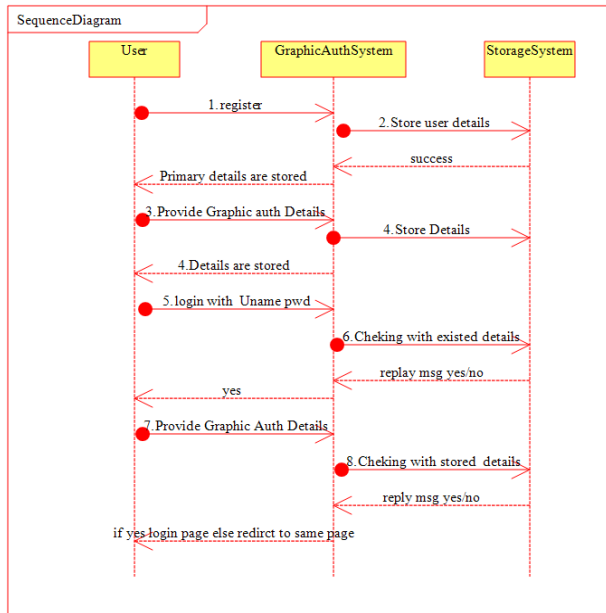 SequenceDiagram
User
GraphicAuthSystem
StorageSystem
1.register
2.Store user details
success
Primary details are stored
3.Provide Graphic auth Details
4.Store Details
4.Details are stored
5.login with Uname pwd
6.Cheking with existed details
replay msg yes/no
yes
7.Provide Graphic Auth Details
8.Cheking with stored details
reply msg yes/no
if yes login page else redirct to same page